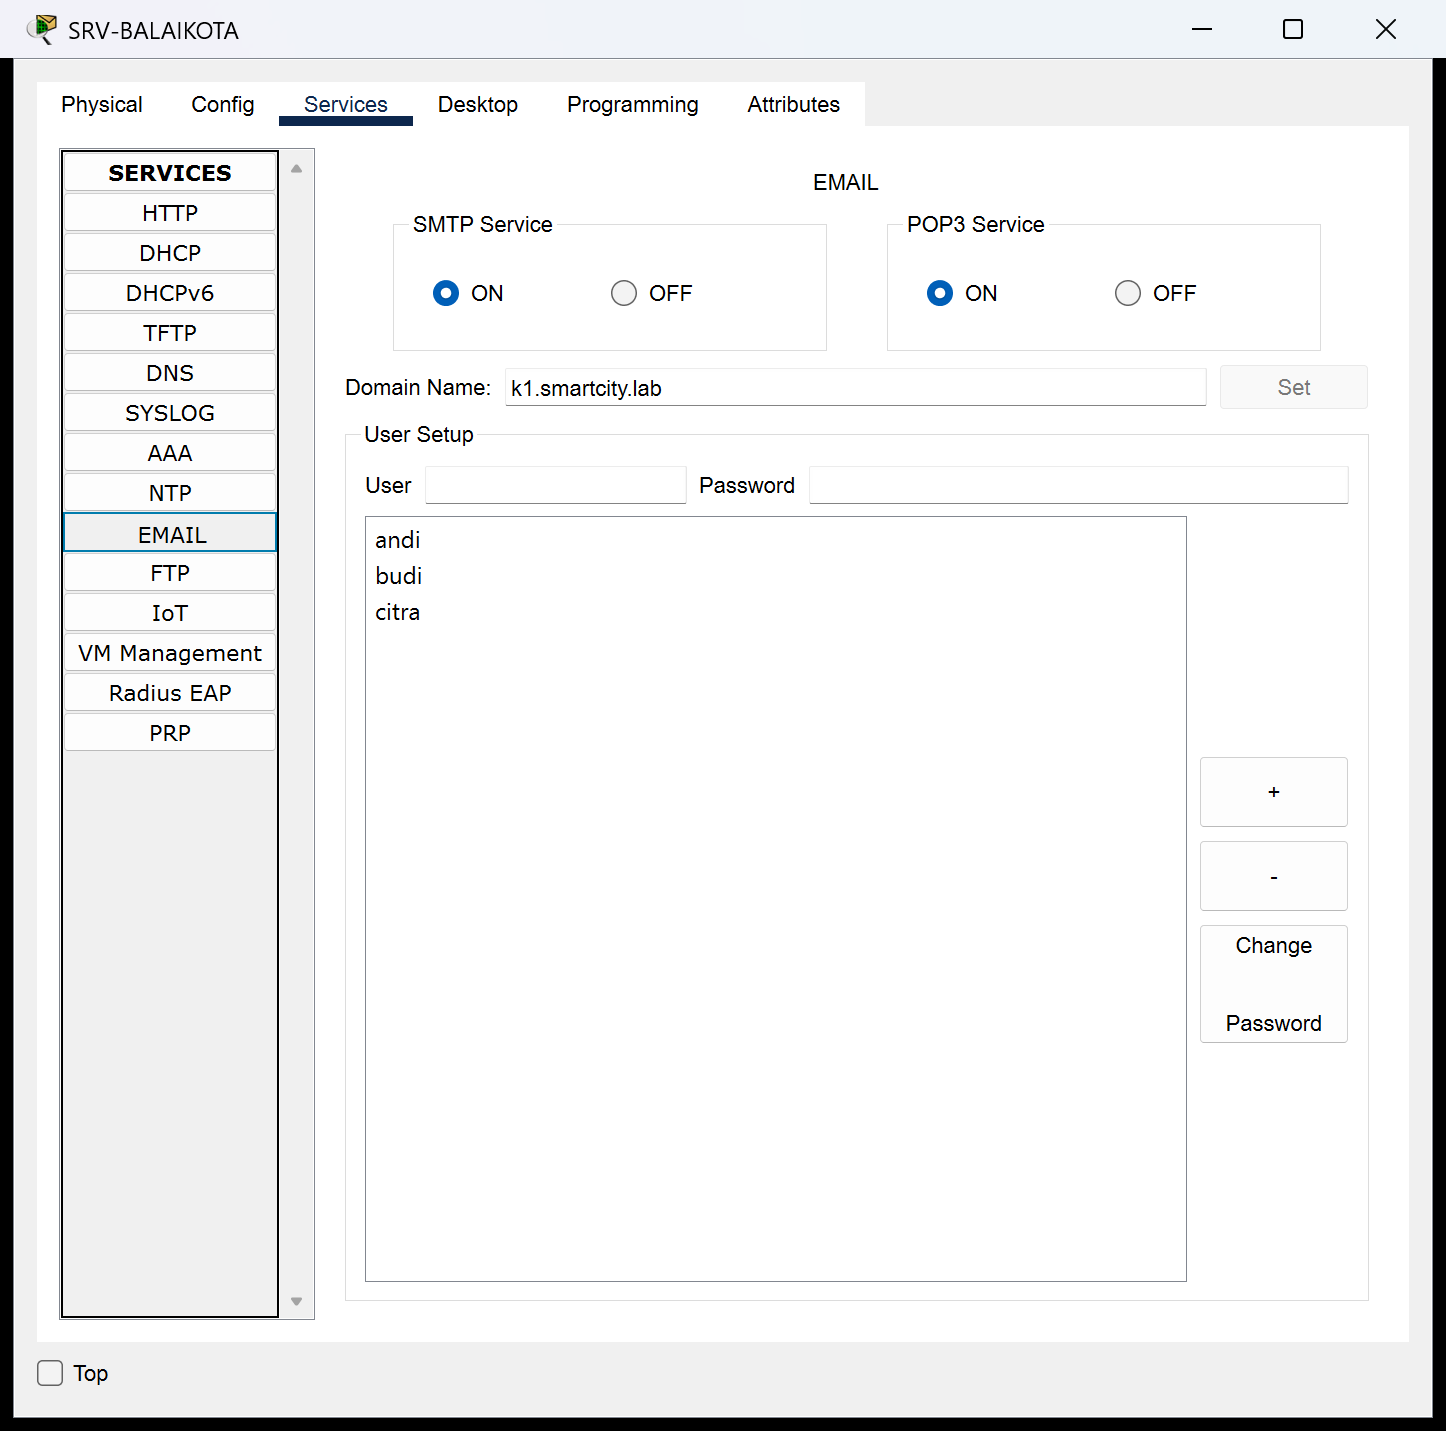 SRV-BALAIKOTA
Physical Config Services Desktop Programming Attributes
SERVICES
HTTP
DHCP
DHCPv6
TFTP
DNS
SYSLOG
AAA
NTP
EMAIL
FTP
IoT
VM Management
Radius EAP
PRP
EMAIL
SMTP Service POP3 Service
ON OFF ON OFF
Domain Name: k1.smartcity.lab Set
User Setup
User Password
andi
budi
citra
+
-
Change
Password
Top